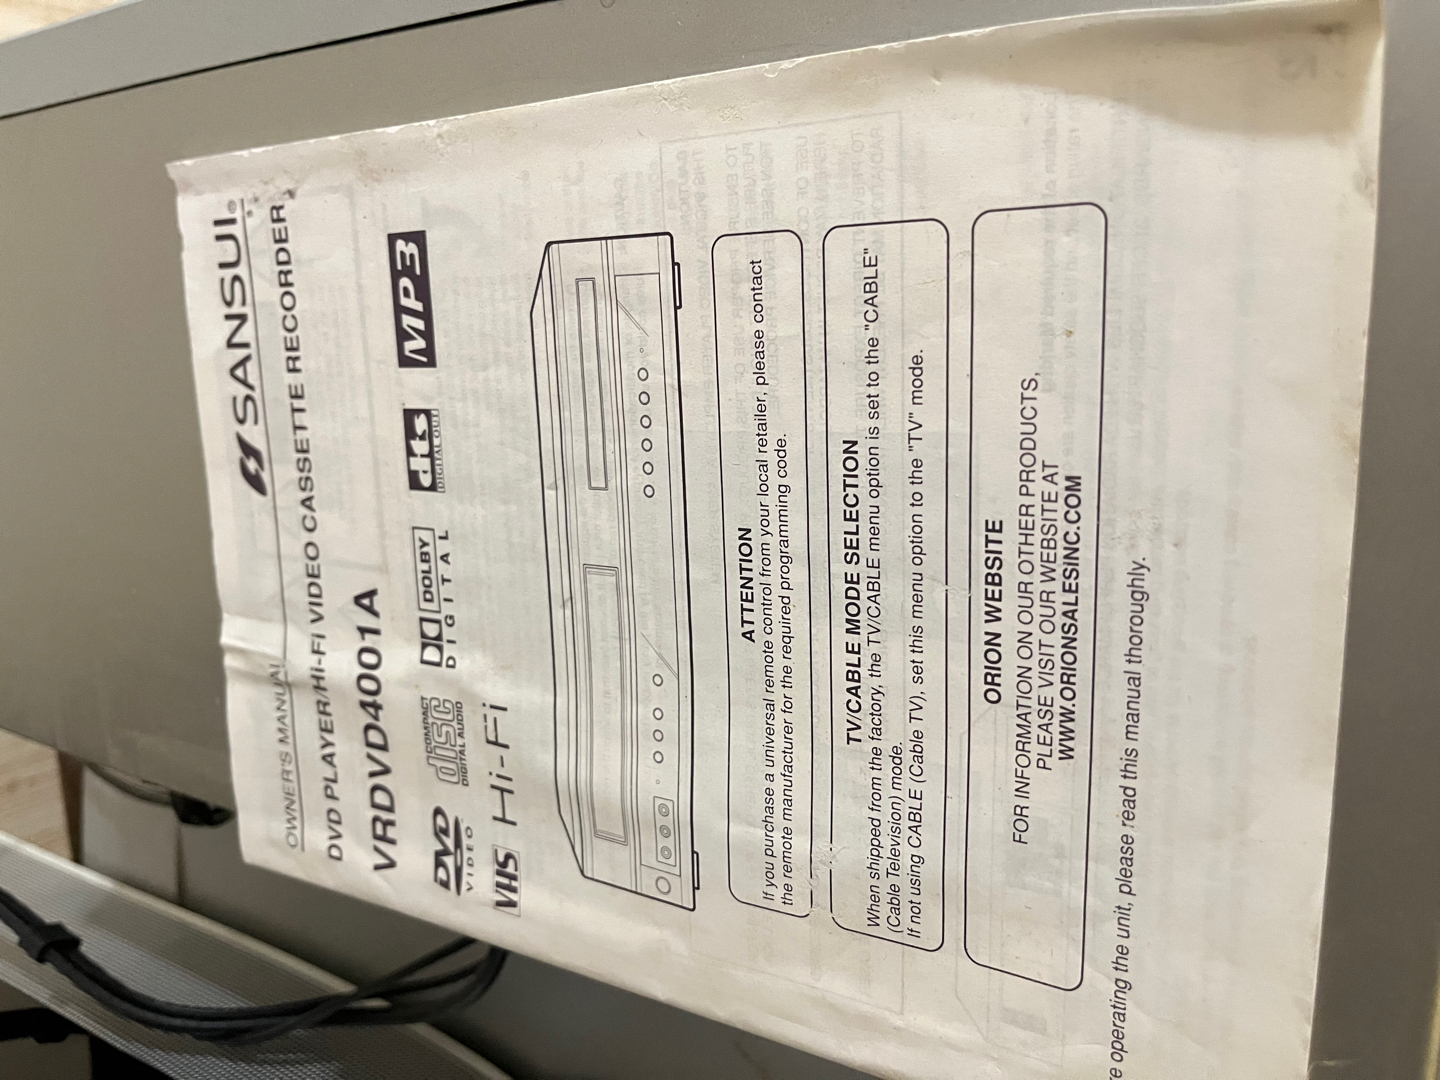 SANSUI®
OWNER'S MANUAL
DVD PLAYER/Hi-Fi VIDEO CASSETTE RECORDER
VRDVD4001A
DVD VIDEO
COMPACT disc DIGITAL AUDIO
DOLBY DIGITAL
dts DIGITAL OUT
MP3
VHS Hi-Fi
ATTENTION
If you purchase a universal remote control from your local retailer, please contact
the remote manufacturer for the required programming code.
TV/CABLE MODE SELECTION
When shipped from the factory, the TV/CABLE menu option is set to the "CABLE"
(Cable Television) mode.
If not using CABLE (Cable TV), set this menu option to the "TV" mode.
ORION WEBSITE
FOR INFORMATION ON OUR OTHER PRODUCTS,
PLEASE VISIT OUR WEBSITE AT
WWW.ORIONSALESINC.COM
operating the unit, please read this manual thoroughly.